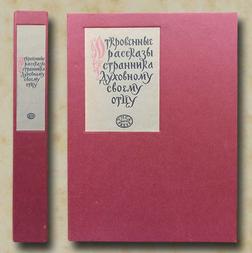 Откровенные
рассказы
странника
духовному
своему
отцу
Откровенные
рассказы
странника
духовному
своему
отцу